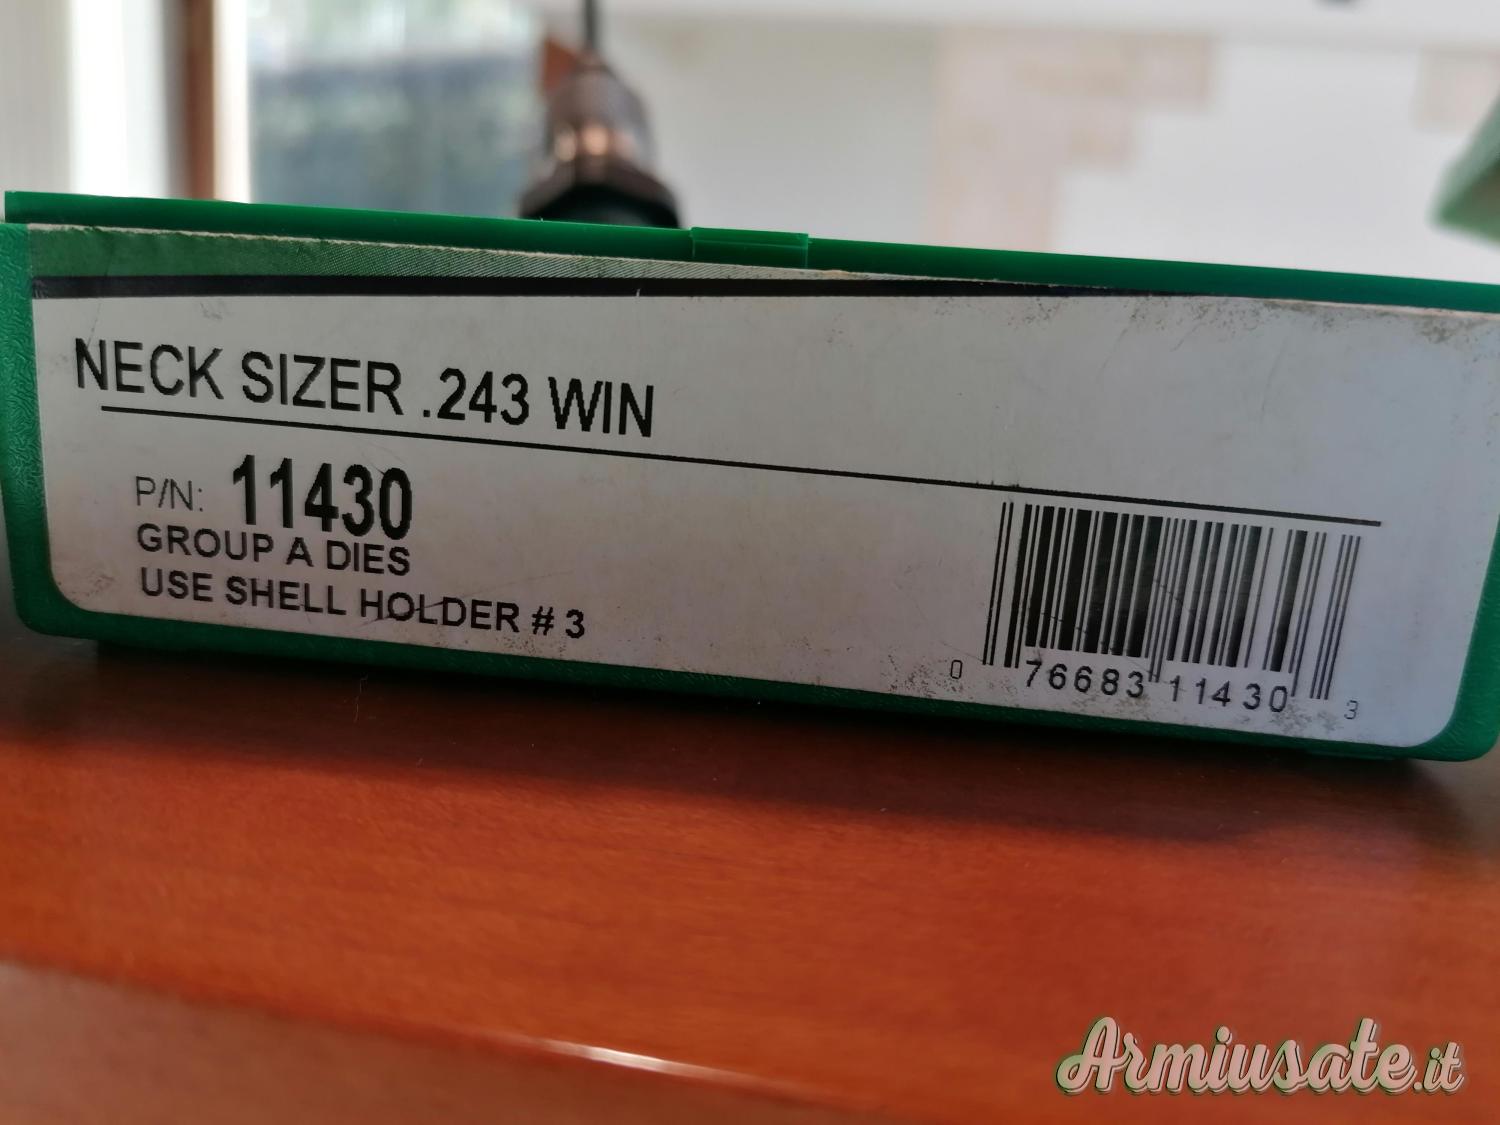 NECK SIZER .243 WIN
P/N: 11430
GROUP A DIES
USE SHELL HOLDER # 3
0 76683 11430 3
Armiusate.it